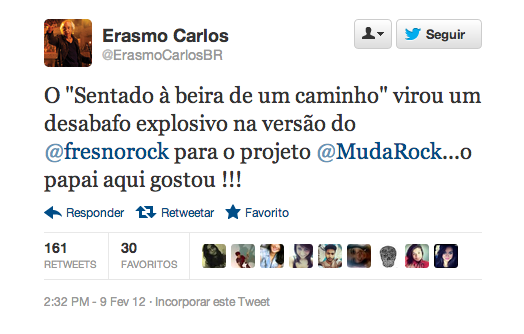 Erasmo Carlos
@ErasmoCarlosBR
Seguir
O "Sentado à beira de um caminho" virou um
desabafo explosivo na versão do
@fresnorock para o projeto @MudaRock...o
papai aqui gostou !!!
Responder Retweetar Favorito
161 30
RETWEETS FAVORITOS
2:32 PM - 9 Fev 12 · Incorporar este Tweet